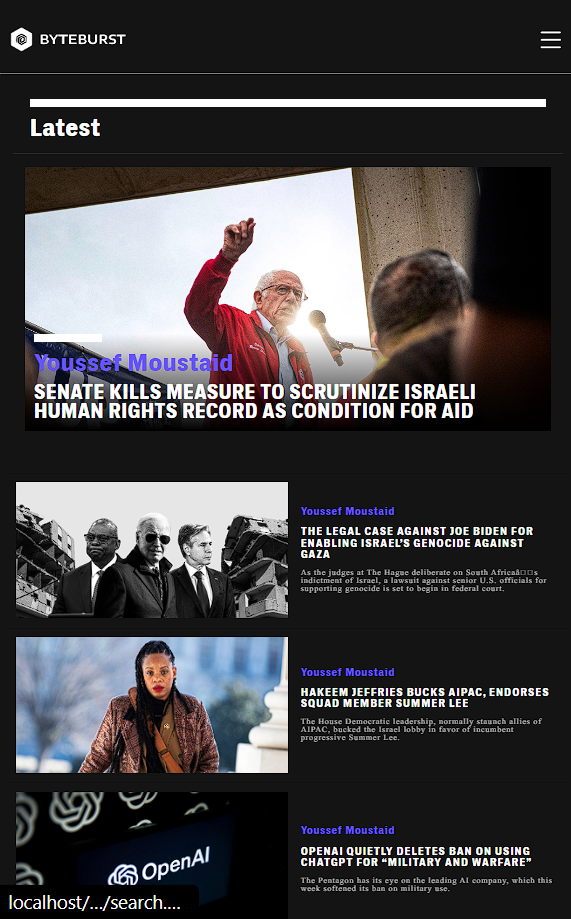 BYTEBURST
Latest
Youssef Moustaid
SENATE KILLS MEASURE TO SCRUTINIZE ISRAELI
HUMAN RIGHTS RECORD AS CONDITION FOR AID
Youssef Moustaid
THE LEGAL CASE AGAINST JOE BIDEN FOR
ENABLING ISRAEL’S GENOCIDE AGAINST
GAZA
As the judges at The Hague deliberate on South Africaâ□□s
indictment of Israel, a lawsuit against senior U.S. officials for
supporting genocide is set to begin in federal court.
Youssef Moustaid
HAKEEM JEFFRIES BUCKS AIPAC, ENDORSES
SQUAD MEMBER SUMMER LEE
The House Democratic leadership, normally staunch allies of
AIPAC, bucked the Israel lobby in favor of incumbent
progressive Summer Lee.
OpenAI
Youssef Moustaid
OPENAI QUIETLY DELETES BAN ON USING
CHATGPT FOR “MILITARY AND WARFARE”
The Pentagon has its eye on the leading AI company, which this
week softened its ban on military use.
localhost/.../search....